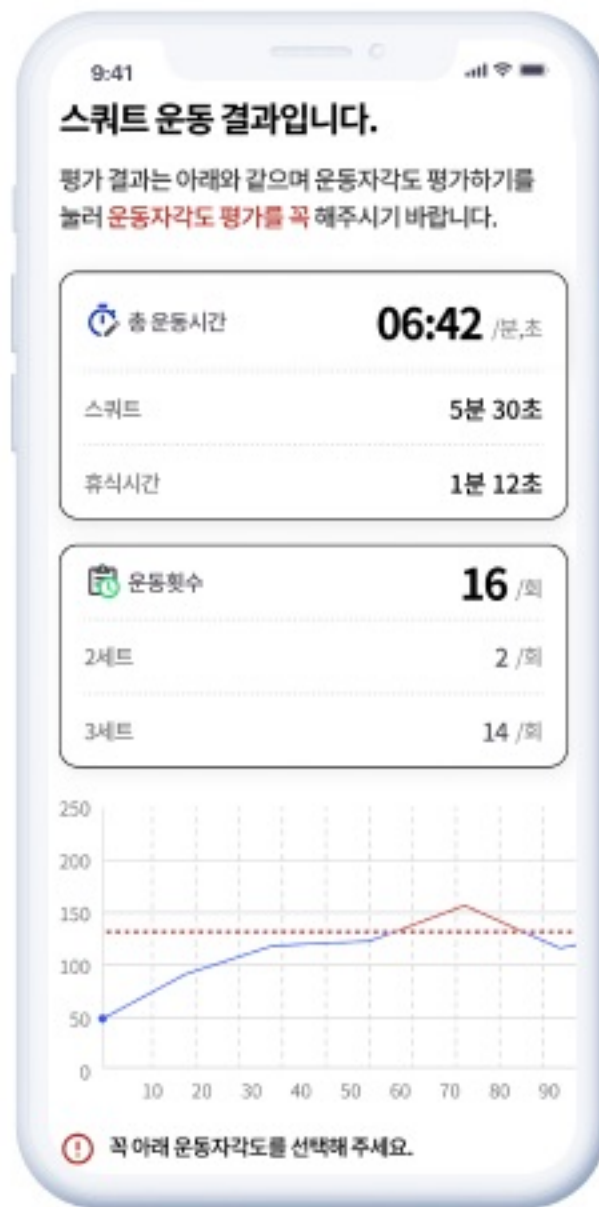 9:41
스쿼트 운동 결과입니다.
평가 결과는 아래와 같으며 운동자각도 평가하기를
눌러 운동자각도 평가를 꼭 해주시기 바랍니다.
총 운동시간 06:42 /분,초
스쿼트 5분 30초
휴식시간 1분 12초
운동횟수 16 /회
2세트 2 /회
3세트 14 /회
250
200
150
100
50
0
10 20 30 40 50 60 70 80 90
꼭 아래 운동자각도를 선택해 주세요.